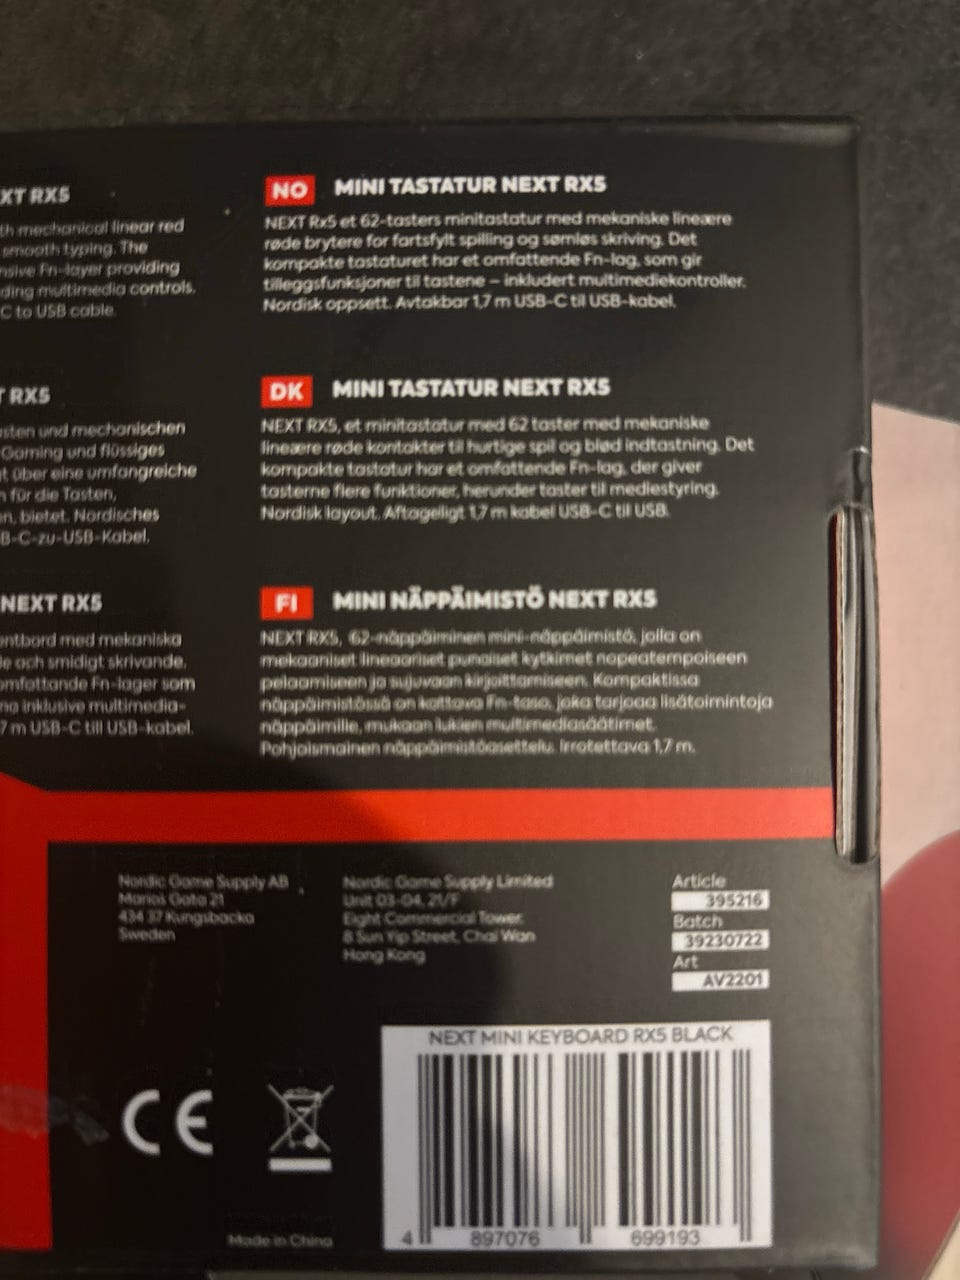 XT RX5
th mechanical linear red
smooth typing. The
nsive Fn-layer providing
ding multimedia controls.
C to USB cable.
T RX5
asten und mechanischen
Gaming und flüssiges
t über eine umfangreiche
n für die Tasten,
en, bietet. Nordisches
B-C-zu-USB-Kabel.
NEXT RX5
entbord med mekaniska
de och smidigt skrivande.
omfattande Fn-lager som
na inklusive multimedia-
7 m USB-C till USB-kabel.
NO MINI TASTATUR NEXT RX5
NEXT Rx5 et 62-tasters minitastatur med mekaniske lineære
røde brytere for fartsfylt spilling og sømløs skriving. Det
kompakte tastaturet har et omfattende Fn-lag, som gir
tilleggsfunksjoner til tastene – inkludert multimediekontroller.
Nordisk oppsett. Avtakbar 1,7 m USB-C til USB-kabel.
DK MINI TASTATUR NEXT RX5
NEXT RX5, et minitastatur med 62 taster med mekaniske
lineære røde kontakter til hurtige spil og blød indtastning. Det
kompakte tastatur har et omfattende Fn-lag, der giver
tasterne flere funktioner, herunder taster til mediestyring.
Nordisk layout. Aftageligt 1,7 m kabel USB-C til USB.
FI MINI NÄPPÄIMISTÖ NEXT RX5
NEXT RX5, 62-näppäiminen mini-näppäimistö, jolla on
mekaaniset lineaariset punaiset kytkimet nopeatempoiseen
pelaamiseen ja sujuvaan kirjoittamiseen. Kompaktissa
näppäimistössä on kattava Fn-taso, joka tarjoaa lisätoimintoja
näppäimille, mukaan lukien multimediasäätimet.
Pohjoismainen näppäimistöasettelu. Irrotettava 1,7 m.
Nordic Game Supply AB
Marios Gata 21
434 37 Kungsbacka
Sweden
Nordic Game Supply Limited
Unit 03-04, 21/F
Eight Commercial Tower,
8 Sun Yip Street, Chai Wan
Hong Kong
Article
395216
Batch
39230722
Art
AV2201
NEXT MINI KEYBOARD RX5 BLACK
4 897076 699193
CE
Made in China